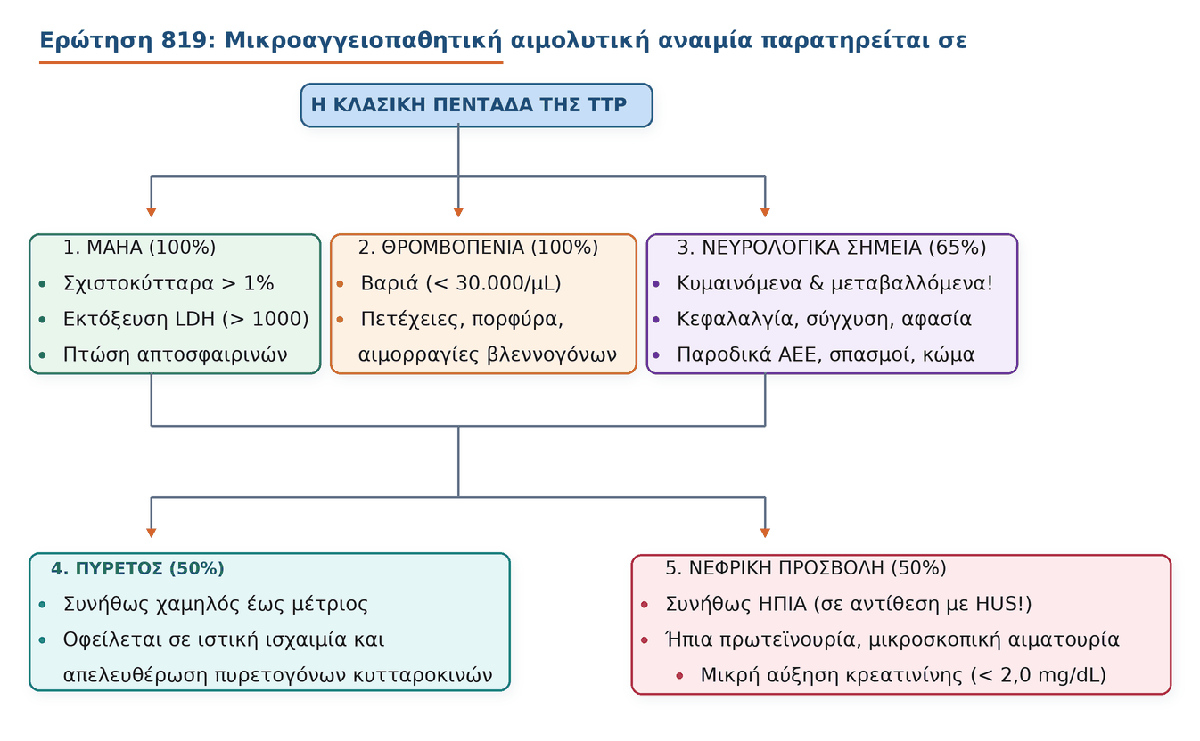 Ερώτηση 819: Μικροαγγειοπαθητική αιμολυτική αναιμία παρατηρείται σε
Η ΚΛΑΣΙΚΗ ΠΕΝΤΑΔΑ ΤΗΣ TTP
1. ΜΑΗΑ (100%)
• Σχιστοκύτταρα > 1%
• Εκτόξευση LDH (> 1000)
• Πτώση απτοσφαιρινών
2. ΘΡΟΜΒΟΠΕΝΙΑ (100%)
• Βαριά (< 30.000/μL)
• Πετέχειες, πορφύρα,
αιμορραγίες βλεννογόνων
3. ΝΕΥΡΟΛΟΓΙΚΑ ΣΗΜΕΙΑ (65%)
• Κυμαινόμενα & μεταβαλλόμενα!
• Κεφαλαλγία, σύγχυση, αφασία
• Παροδικά ΑΕΕ, σπασμοί, κώμα
4. ΠΥΡΕΤΟΣ (50%)
• Συνήθως χαμηλός έως μέτριος
• Οφείλεται σε ιστική ισχαιμία και
απελευθέρωση πυρετογόνων κυτταροκινών
5. ΝΕΦΡΙΚΗ ΠΡΟΣΒΟΛΗ (50%)
• Συνήθως ΗΠΙΑ (σε αντίθεση με HUS!)
• Ήπια πρωτεϊνουρία, μικροσκοπική αιματουρία
• Μικρή αύξηση κρεατινίνης (< 2,0 mg/dL)